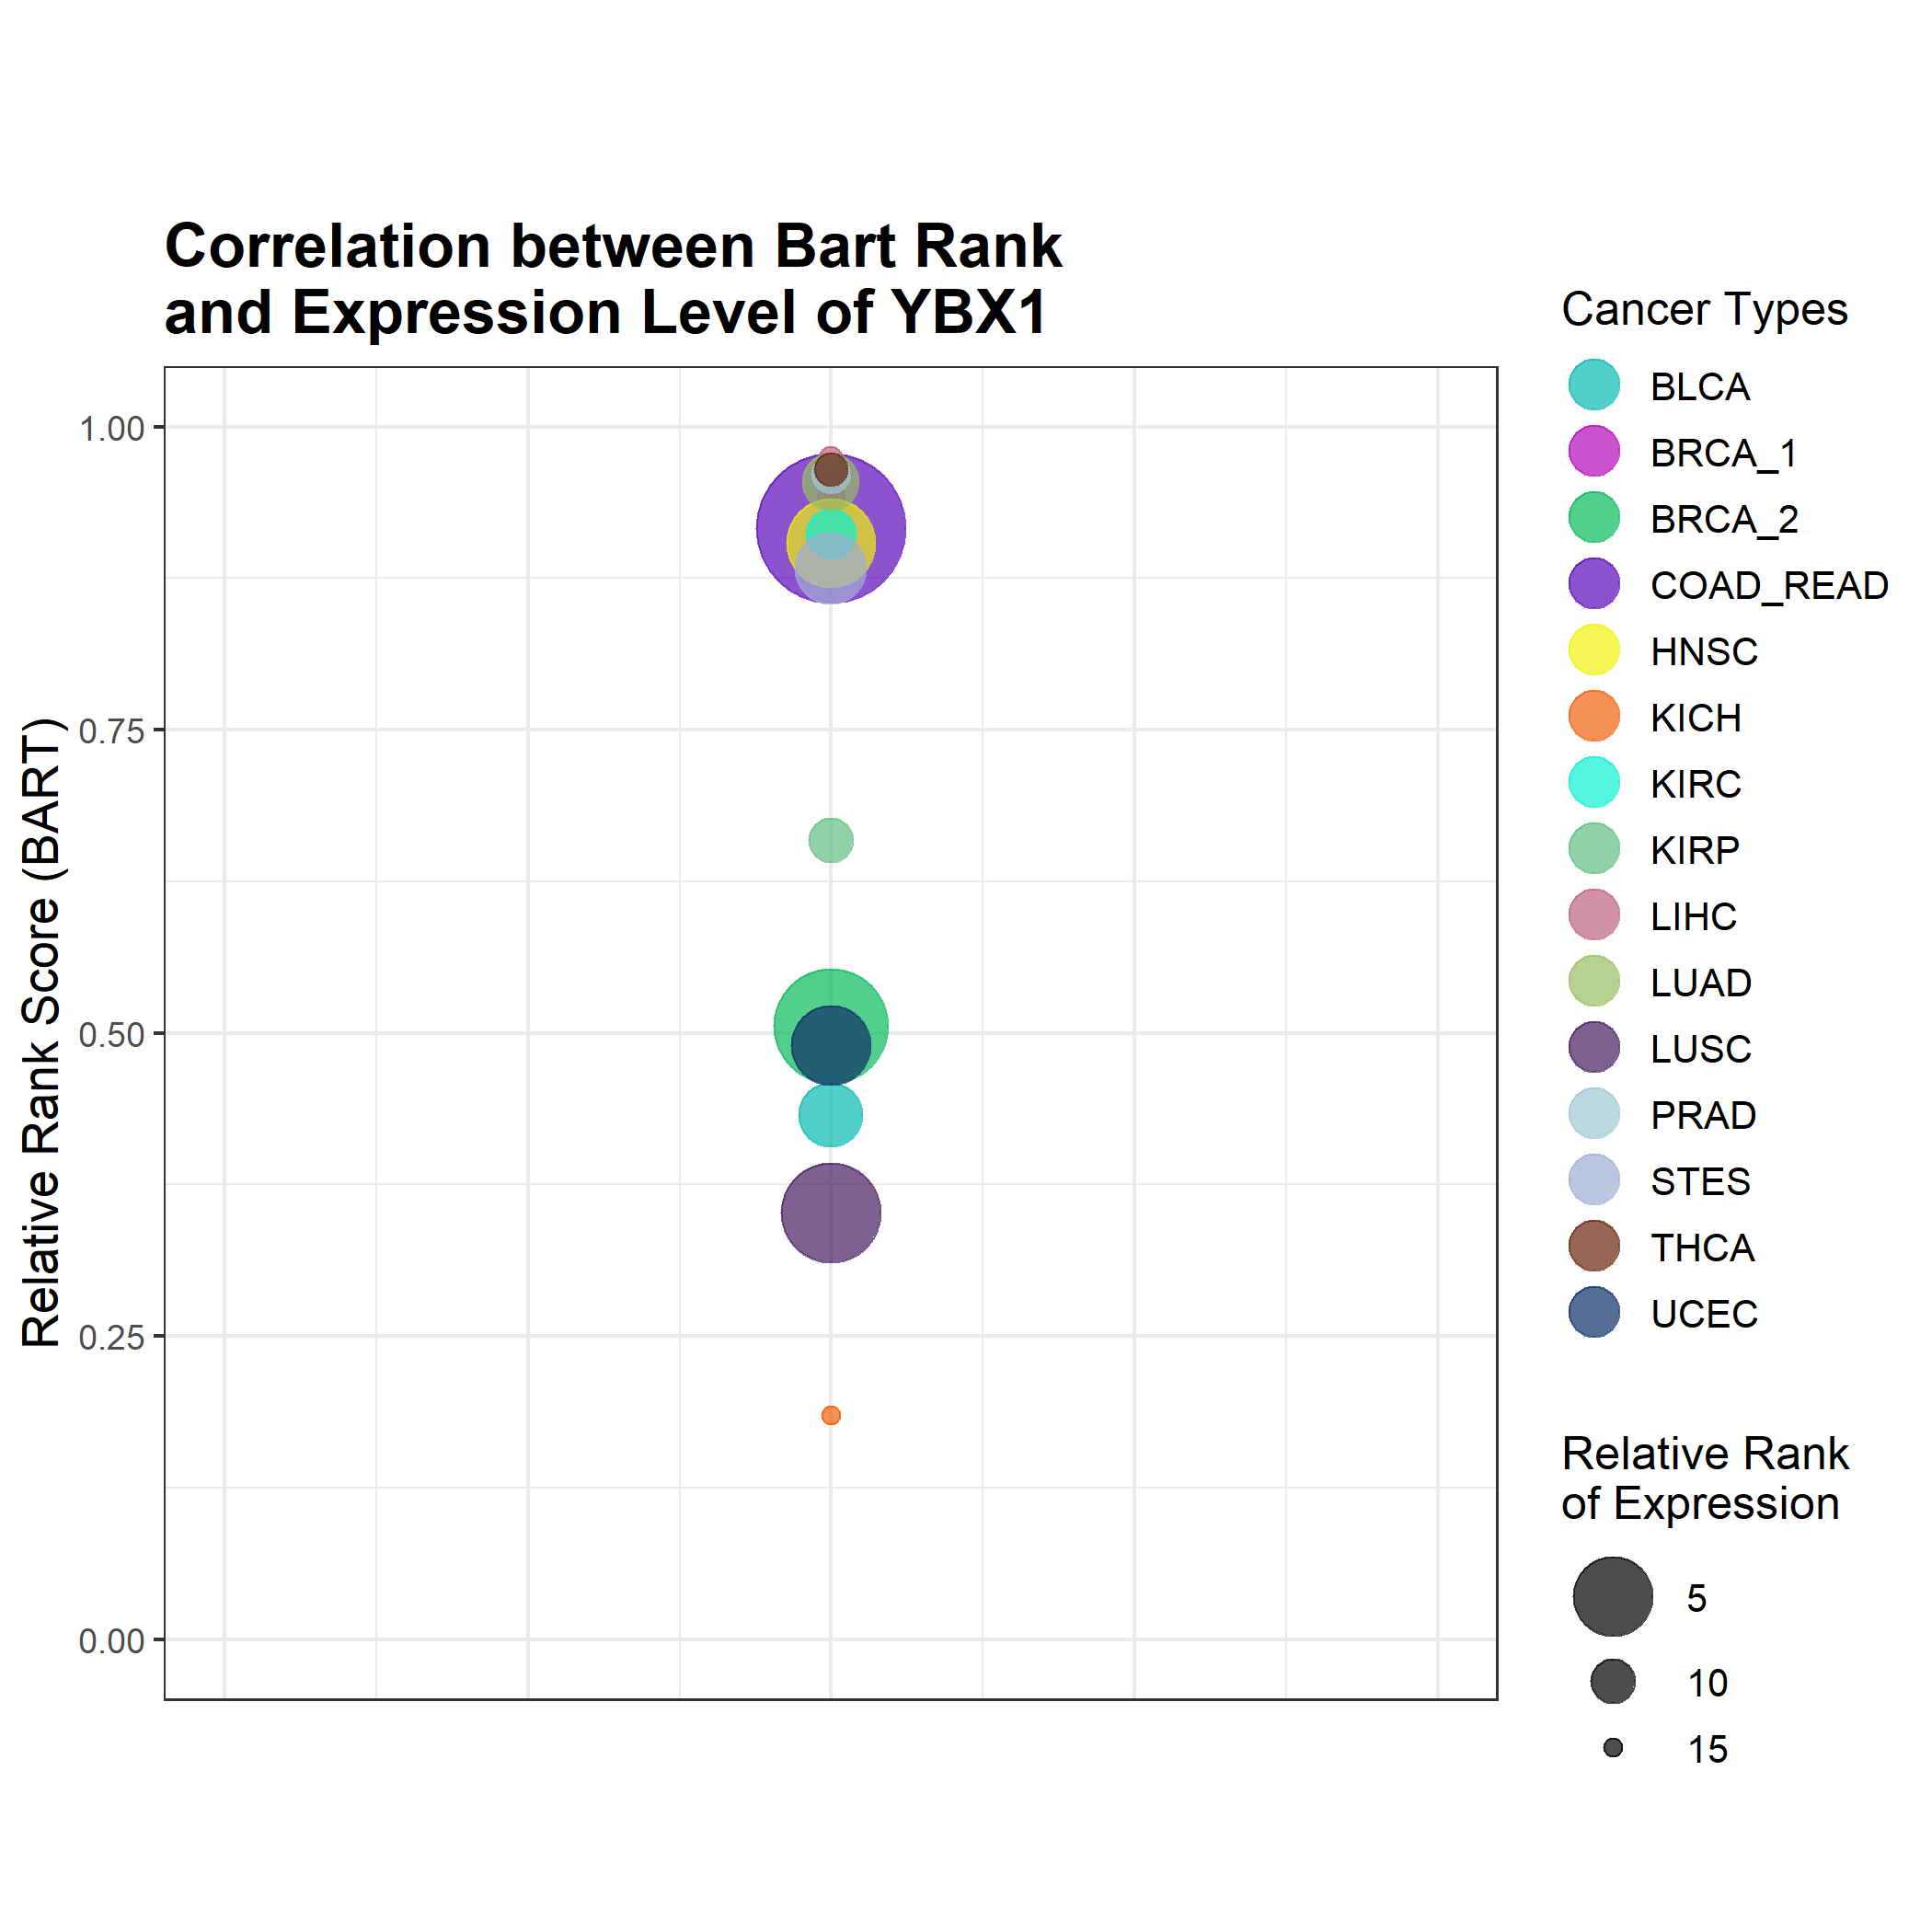 Correlation between Bart Rank
and Expression Level of YBX1
Relative Rank Score (BART)
1.00
0.75
0.50
0.25
0.00
Cancer Types
BLCA
BRCA_1
BRCA_2
COAD_READ
HNSC
KICH
KIRC
KIRP
LIHC
LUAD
LUSC
PRAD
STES
THCA
UCEC
Relative Rank
of Expression
5
10
15